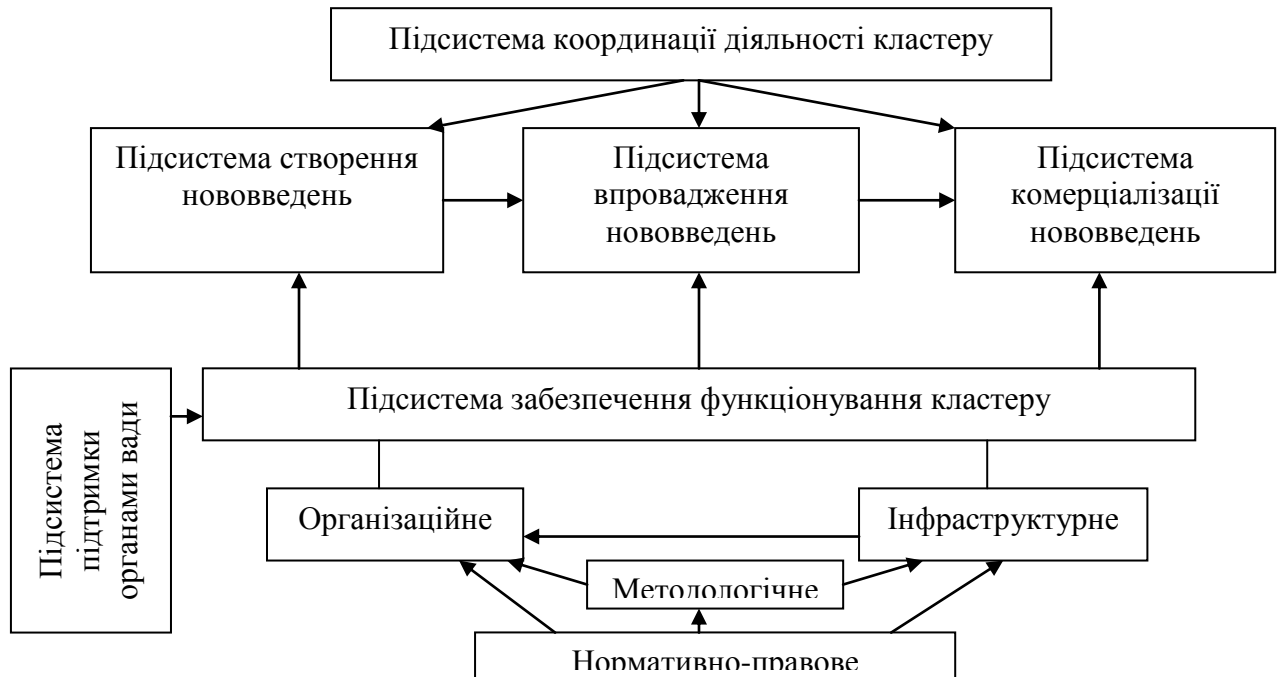 Підсистема координації діяльності кластеру
Підсистема створення
нововведень
Підсистема
впровадження
нововведень
Підсистема
комерціалізації
нововведень
Підсистема
підтримки
органами вади
Підсистема забезпечення функціонування кластеру
Організаційне
Інфраструктурне
Методологічне
Нормативно-правове